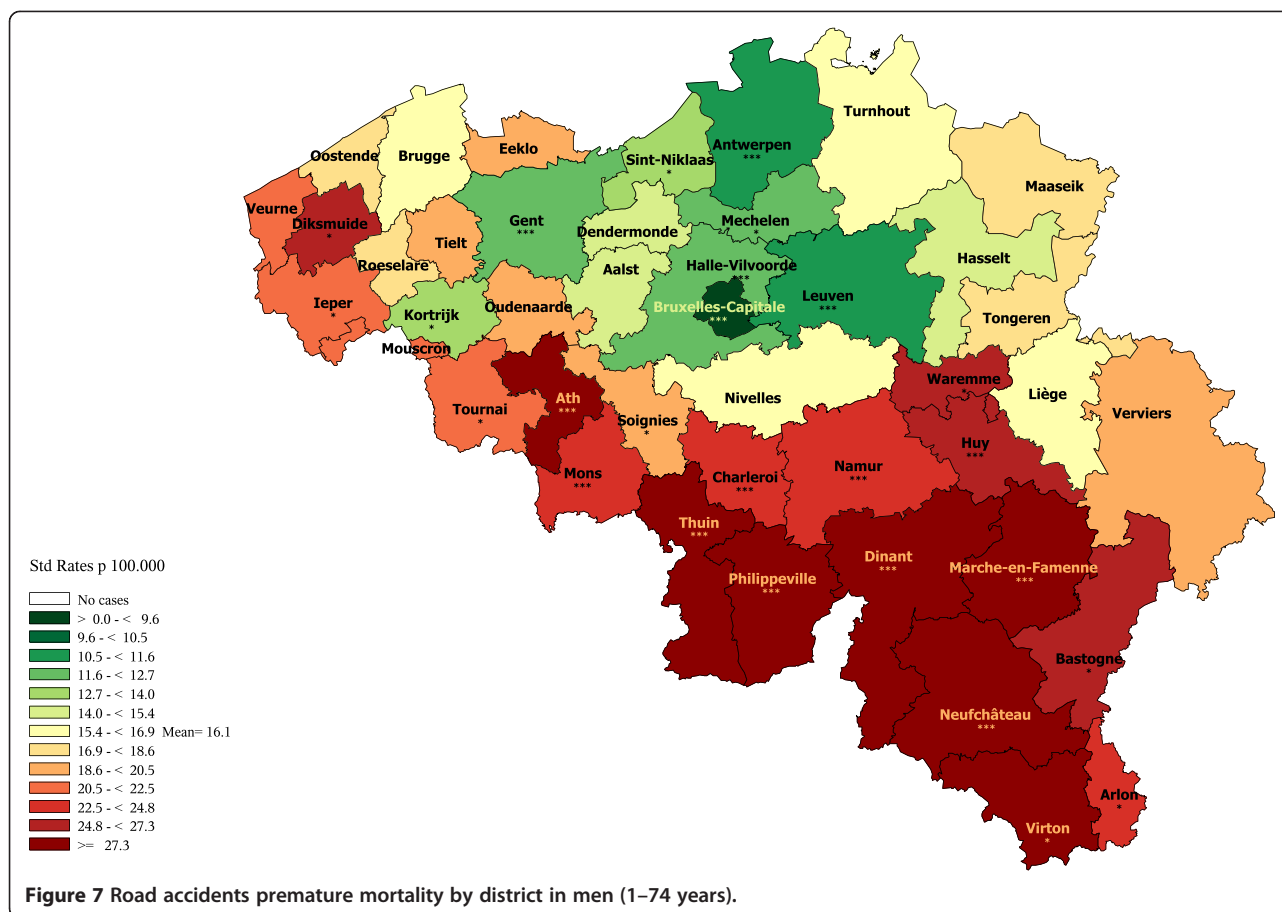 Turnhout
Antwerpen
***
Eeklo
Oostende
Brugge
Sint-Niklaas
*
Maaseik
Veurne
Diksmuide
*
Gent
***
Mechelen
*
Dendermonde
Tielt
Roeselare
Halle-Vilvoorde
***
Hasselt
Aalst
Ieper
*
Kortrijk
*
Oudenaarde
Bruxelles-Capitale
***
Leuven
***
Tongeren
Mouscron
Waremme
*
Tournai
*
Ath
***
Soignies
*
Nivelles
Liège
Verviers
Huy
***
Mons
***
Charleroi
***
Namur
***
Thuin
***
Philippeville
***
Dinant
***
Marche-en-Famenne
***
Bastogne
*
Neufchâteau
***
Arlon
*
Virton
*
Std Rates p 100.000
No cases
> 0.0 - < 9.6
9.6 - < 10.5
10.5 - < 11.6
11.6 - < 12.7
12.7 - < 14.0
14.0 - < 15.4
15.4 - < 16.9 Mean= 16.1
16.9 - < 18.6
18.6 - < 20.5
20.5 - < 22.5
22.5 - < 24.8
24.8 - < 27.3
>= 27.3
Figure 7 Road accidents premature mortality by district in men (1–74 years).